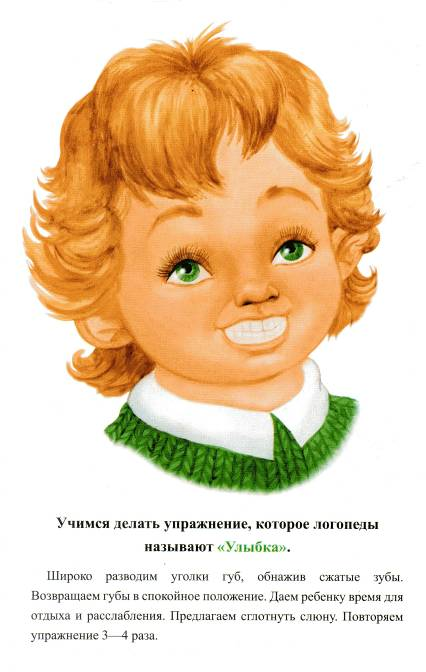 Учимся делать упражнение, которое логопеды
называют «Улыбка».
Широко разводим уголки губ, обнажив сжатые зубы.
Возвращаем губы в спокойное положение. Даем ребенку время для
отдыха и расслабления. Предлагаем сглотнуть слюну. Повторяем
упражнение 3—4 раза.